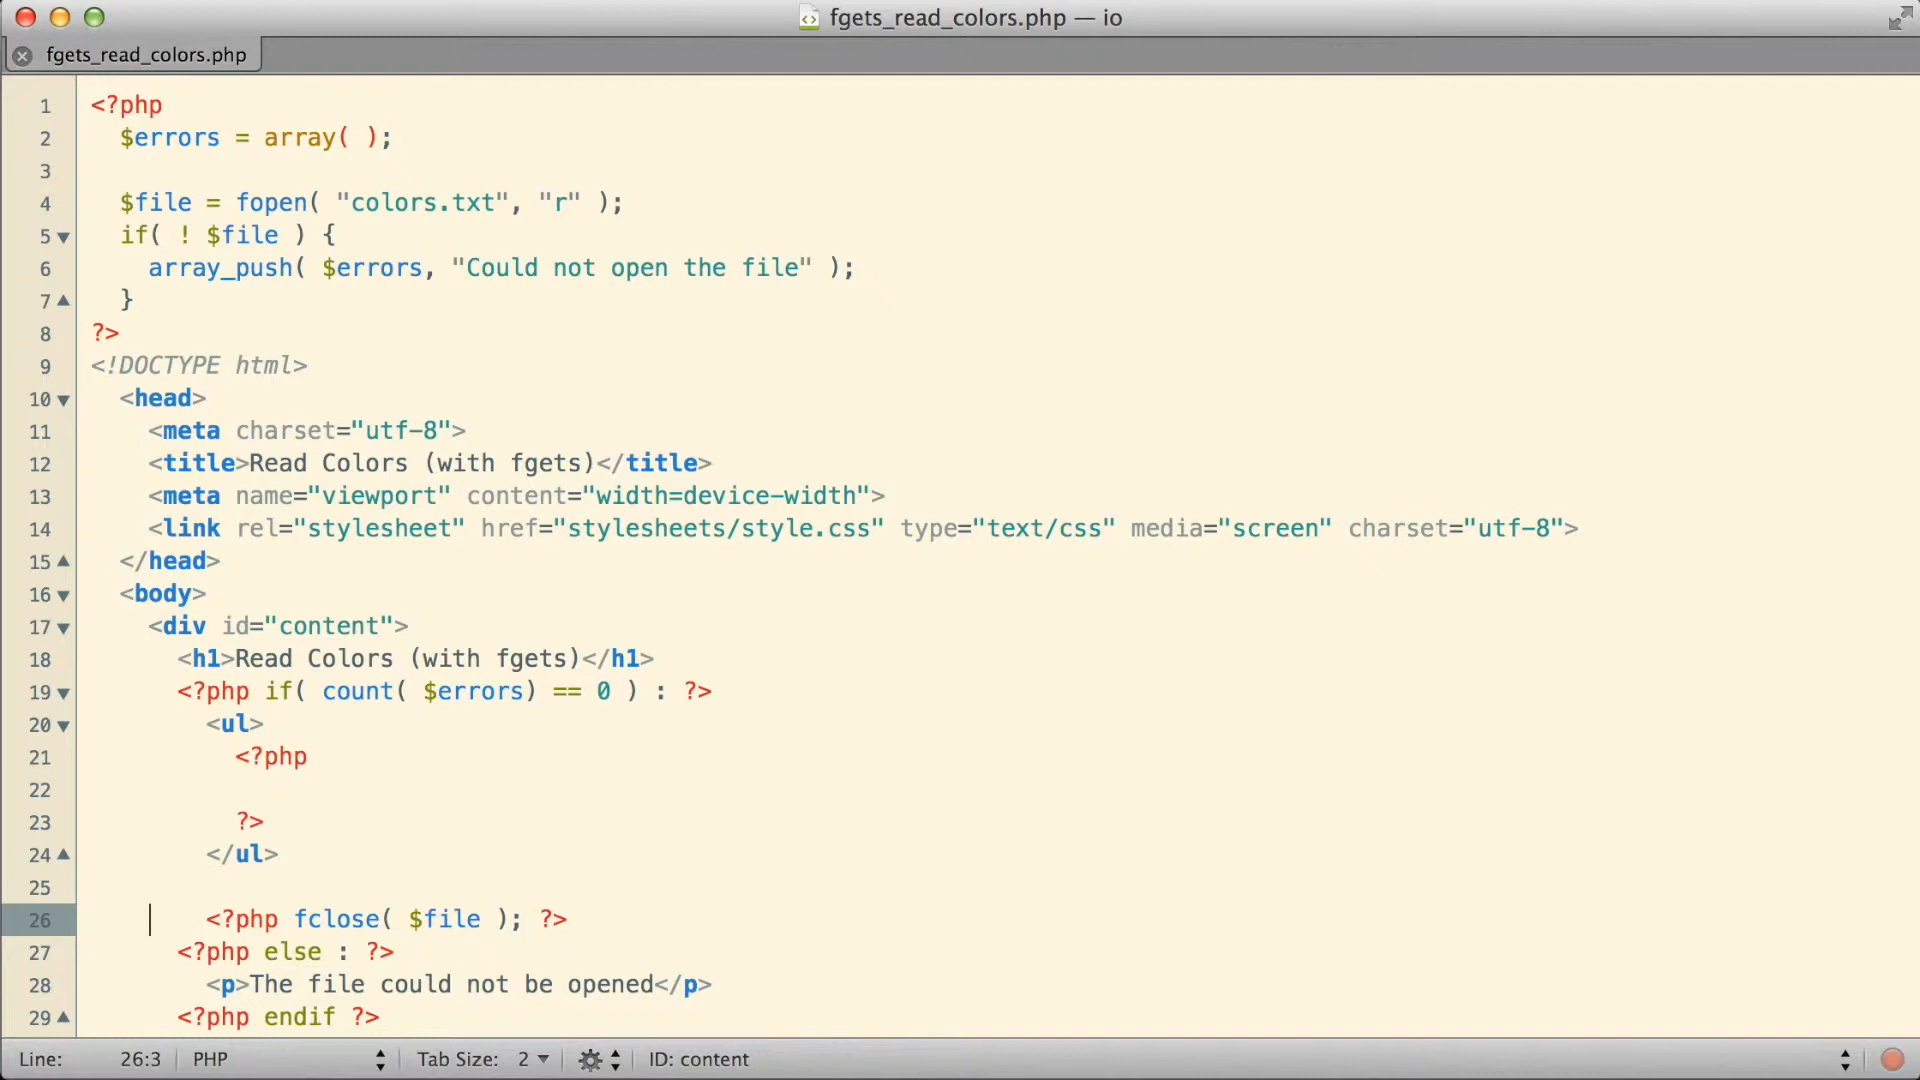 fgets_read_colors.php — io
fgets_read_colors.php
1 <?php
2 $errors = array( );
3
4 $file = fopen( "colors.txt", "r" );
5 if( ! $file ) {
6 array_push( $errors, "Could not open the file" );
7 }
8 ?>
9 <!DOCTYPE html>
10 <head>
11 <meta charset="utf-8">
12 <title>Read Colors (with fgets)</title>
13 <meta name="viewport" content="width=device-width">
14 <link rel="stylesheet" href="stylesheets/style.css" type="text/css" media="screen" charset="utf-8">
15 </head>
16 <body>
17 <div id="content">
18 <h1>Read Colors (with fgets)</h1>
19 <?php if( count( $errors) == 0 ) : ?>
20 <ul>
21 <?php
22
23 ?>
24 </ul>
25
26 <?php fclose( $file ); ?>
27 <?php else : ?>
28 <p>The file could not be opened</p>
29 <?php endif ?>
Line: 26:3 PHP Tab Size: 2 ID: content